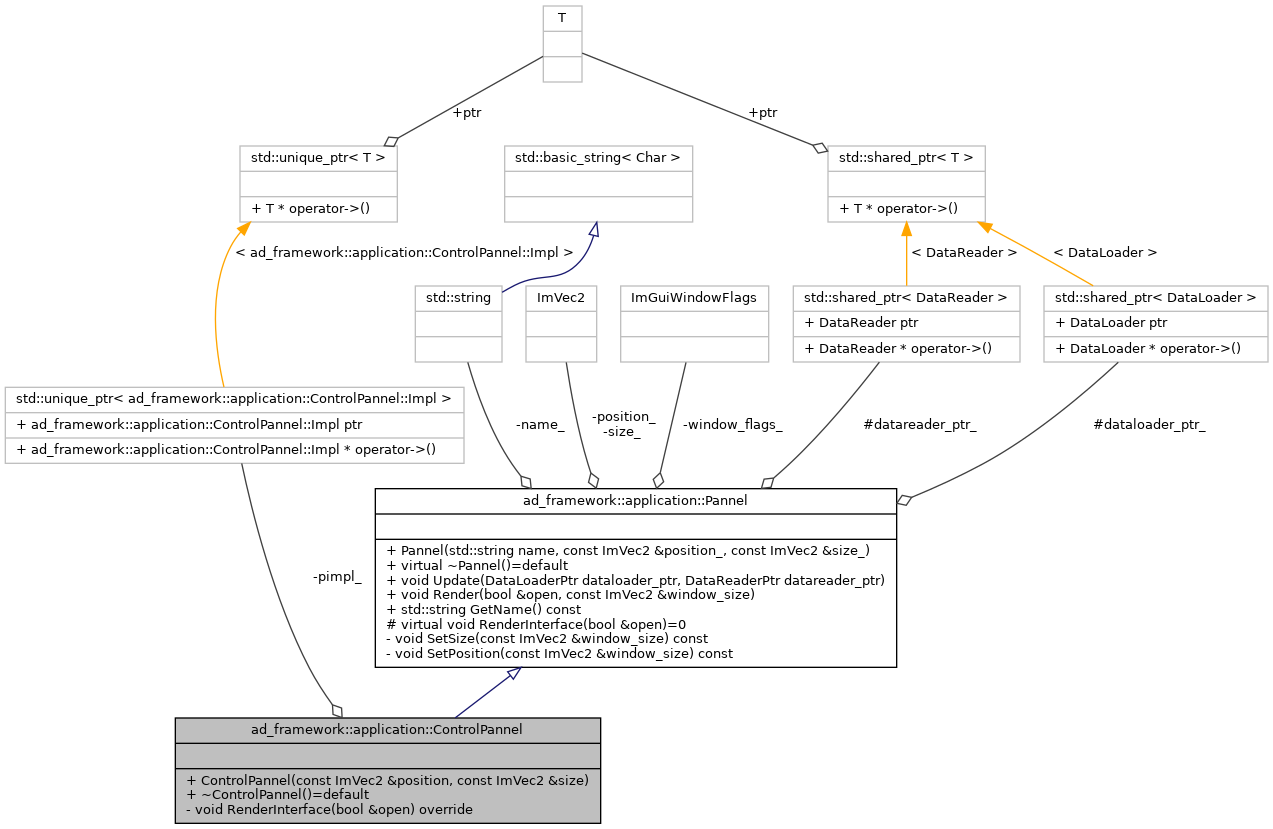 T
+ptr
+ptr
std::unique_ptr< T >
+ T * operator->()
std::basic_string< Char >
std::shared_ptr< T >
+ T * operator->()
< ad_framework::application::ControlPannel::Impl >
< DataReader >
< DataLoader >
std::string
ImVec2
ImGuiWindowFlags
std::shared_ptr< DataReader >
+ DataReader ptr
+ DataReader * operator->()
std::shared_ptr< DataLoader >
+ DataLoader ptr
+ DataLoader * operator->()
std::unique_ptr< ad_framework::application::ControlPannel::Impl >
+ ad_framework::application::ControlPannel::Impl ptr
+ ad_framework::application::ControlPannel::Impl * operator->()
-name_
-position_
-size_
-window_flags_
#datareader_ptr_
#dataloader_ptr_
ad_framework::application::Pannel
+ Pannel(std::string name, const ImVec2 &position_, const ImVec2 &size_)
+ virtual ~Pannel()=default
+ void Update(DataLoaderPtr dataloader_ptr, DataReaderPtr datareader_ptr)
+ void Render(bool &open, const ImVec2 &window_size)
+ std::string GetName() const
# virtual void RenderInterface(bool &open)=0
- void SetSize(const ImVec2 &window_size) const
- void SetPosition(const ImVec2 &window_size) const
-pimpl_
ad_framework::application::ControlPannel
+ ControlPannel(const ImVec2 &position, const ImVec2 &size)
+ ~ControlPannel()=default
- void RenderInterface(bool &open) override